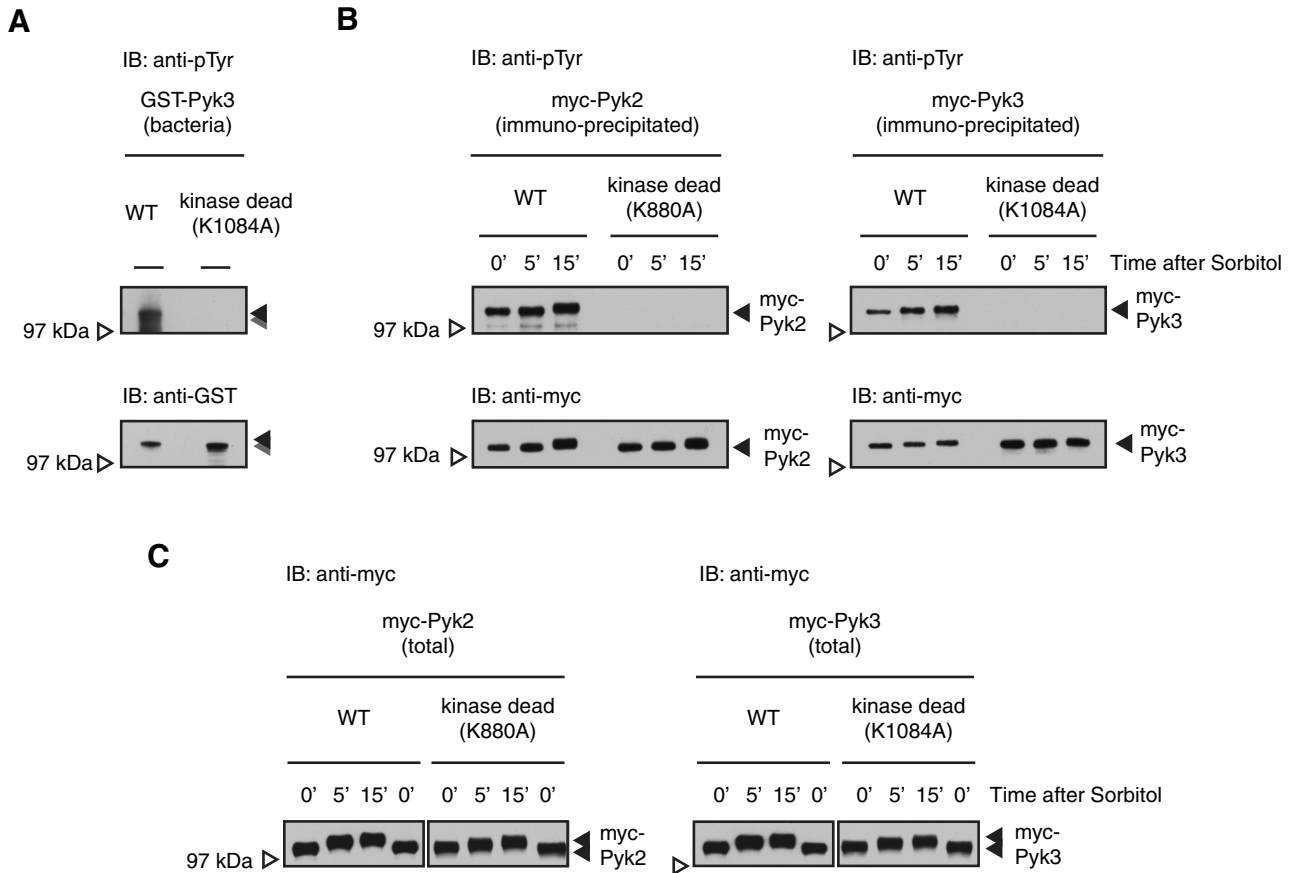 A
IB: anti-pTyr
GST-Pyk3
(bacteria)
WT
kinase dead
(K1084A)
97 kDa
IB: anti-GST
97 kDa
B
IB: anti-pTyr
myc-Pyk2
(immuno-precipitated)
WT
kinase dead
(K880A)
0’ 5’ 15’ 0’ 5’ 15’
97 kDa
myc-
Pyk2
IB: anti-myc
97 kDa
myc-
Pyk2
IB: anti-pTyr
myc-Pyk3
(immuno-precipitated)
WT
kinase dead
(K1084A)
0’ 5’ 15’ 0’ 5’ 15’ Time after Sorbitol
myc-
Pyk3
IB: anti-myc
myc-
Pyk3
C
IB: anti-myc
myc-Pyk2
(total)
WT
kinase dead
(K880A)
0’ 5’ 15’ 0’ 0’ 5’ 15’ 0’
97 kDa
myc-
Pyk2
IB: anti-myc
myc-Pyk3
(total)
WT
kinase dead
(K1084A)
0’ 5’ 15’ 0’ 0’ 5’ 15’ 0’ Time after Sorbitol
myc-
Pyk3